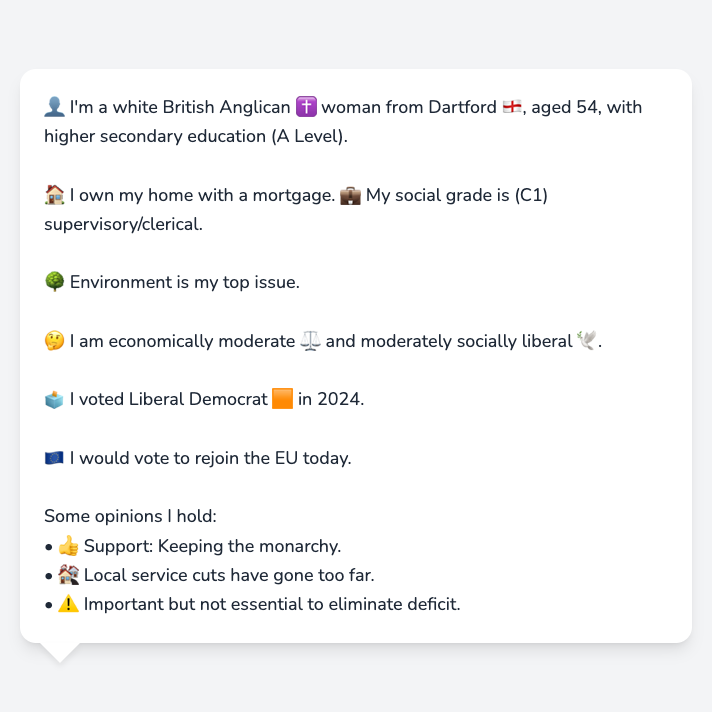 👤 I'm a white British Anglican ✝️ woman from Dartford 🏴󠁧󠁢󠁥󠁮󠁧󠁿, aged 54, with
higher secondary education (A Level).
🏠 I own my home with a mortgage. 💼 My social grade is (C1)
supervisory/clerical.
🌳 Environment is my top issue.
🤔 I am economically moderate ⚖️ and moderately socially liberal 🕊️.
🗳️ I voted Liberal Democrat 🟧 in 2024.
🇪🇺 I would vote to rejoin the EU today.
Some opinions I hold:
• 👍 Support: Keeping the monarchy.
• 🏚️ Local service cuts have gone too far.
• ⚠️ Important but not essential to eliminate deficit.